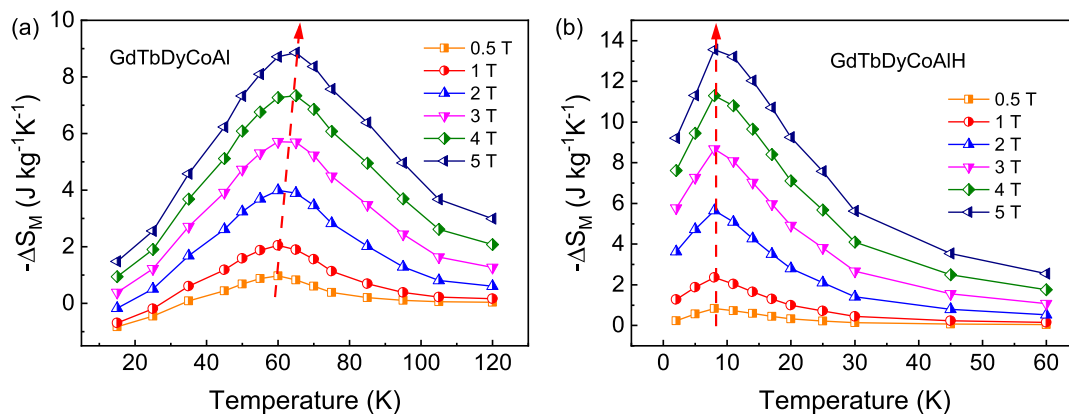 (a)
GdTbDyCoAl
0.5 T
1 T
2 T
3 T
4 T
5 T
10
8
6
4
2
0
-ΔS_M (J kg⁻¹K⁻¹)
20 40 60 80 100 120
Temperature (K)
(b)
GdTbDyCoAlH
0.5 T
1 T
2 T
3 T
4 T
5 T
14
12
10
8
6
4
2
0
-ΔS_M (J kg⁻¹K⁻¹)
0 10 20 30 40 50 60
Temperature (K)